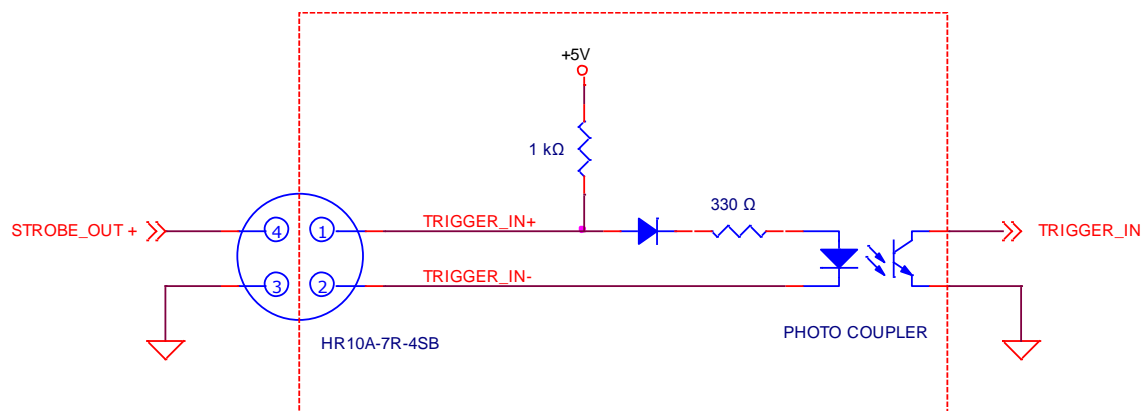 +5V
1 kΩ
330 Ω
STROBE_OUT +
4
1
TRIGGER_IN+
TRIGGER_IN
3
2
TRIGGER_IN-
HR10A-7R-4SB
PHOTO COUPLER